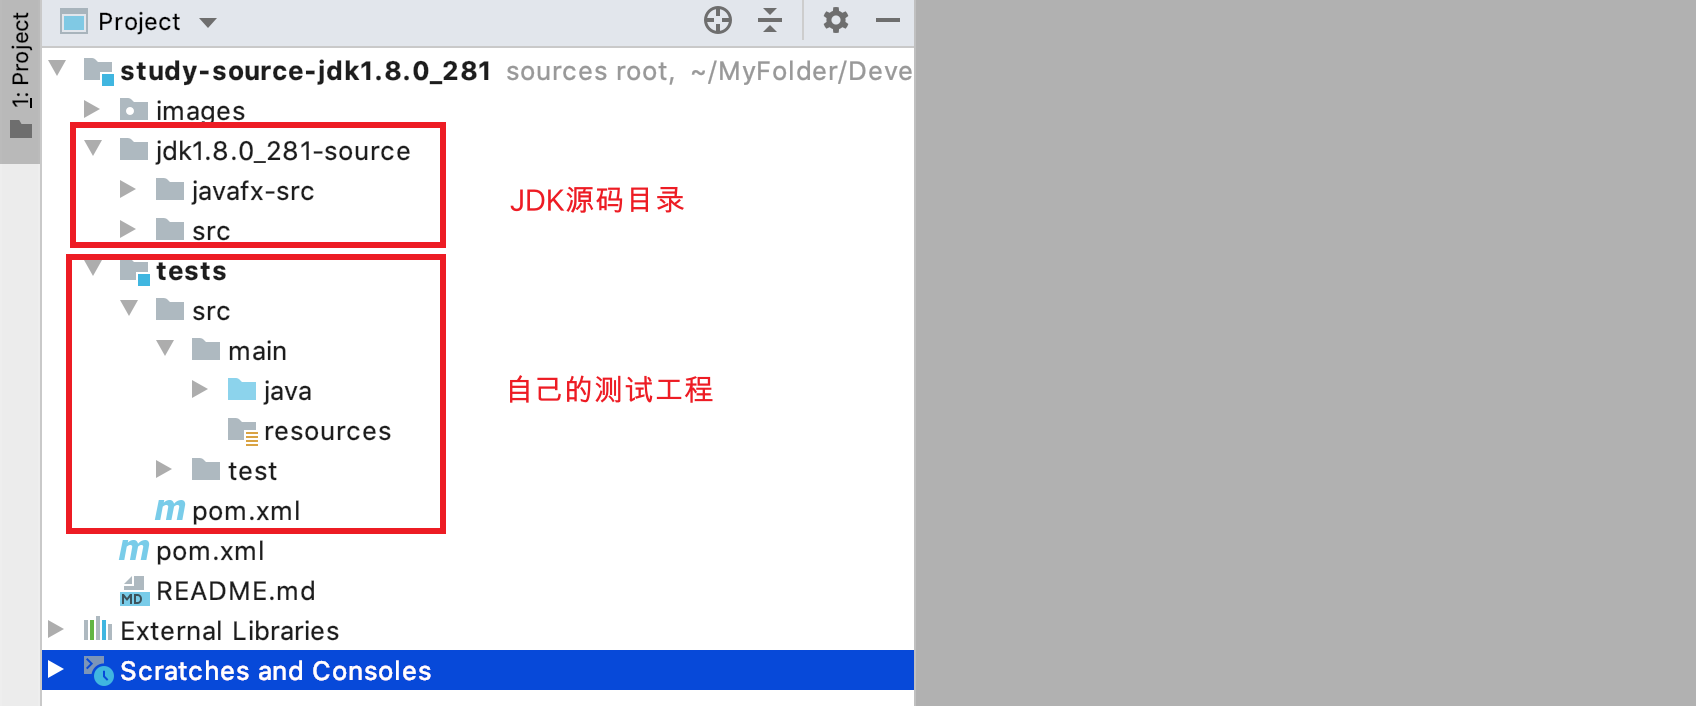 1: Project
Project
study-source-jdk1.8.0_281 sources root, ~/MyFolder/Deve
images
jdk1.8.0_281-source
javafx-src
JDK源码目录
src
tests
src
main
java
自己的测试工程
resources
test
m pom.xml
m pom.xml
MD README.md
External Libraries
Scratches and Consoles